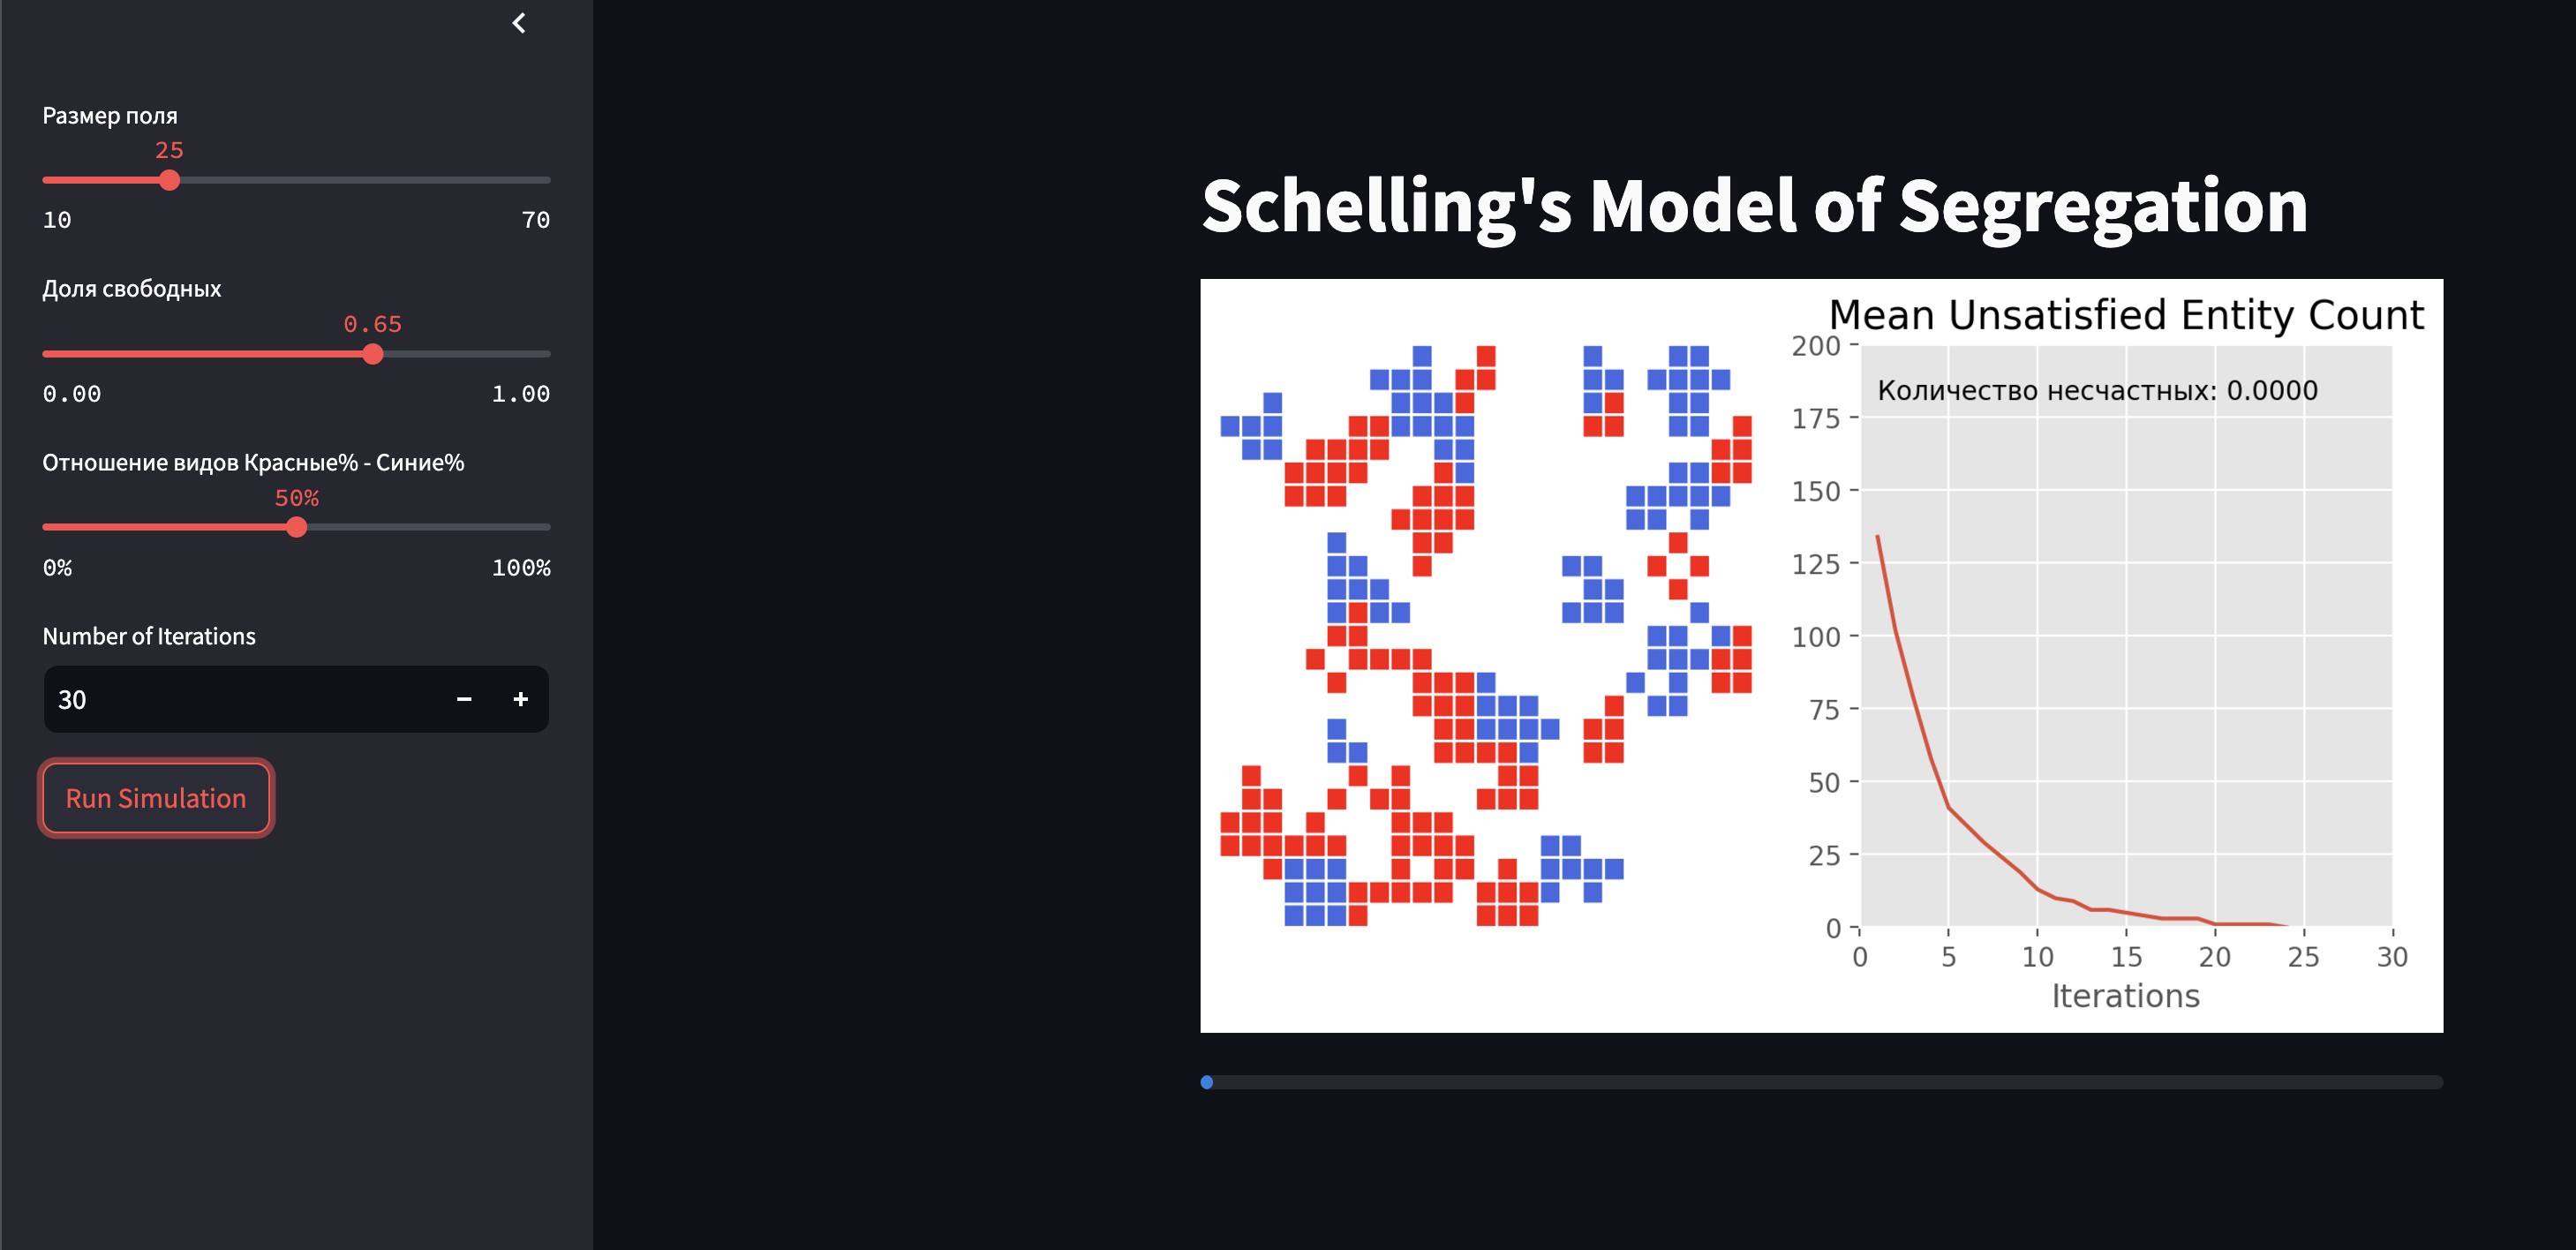 Размер поля
25
10 70
Доля свободных
0.65
0.00 1.00
Отношение видов Красные% - Синие%
50%
0% 100%
Number of Iterations
30 − +
Run Simulation
Schelling's Model of Segregation
Mean Unsatisfied Entity Count
Количество несчастных: 0.0000
200
175
150
125
100
75
50
25
0
0 5 10 15 20 25 30
Iterations